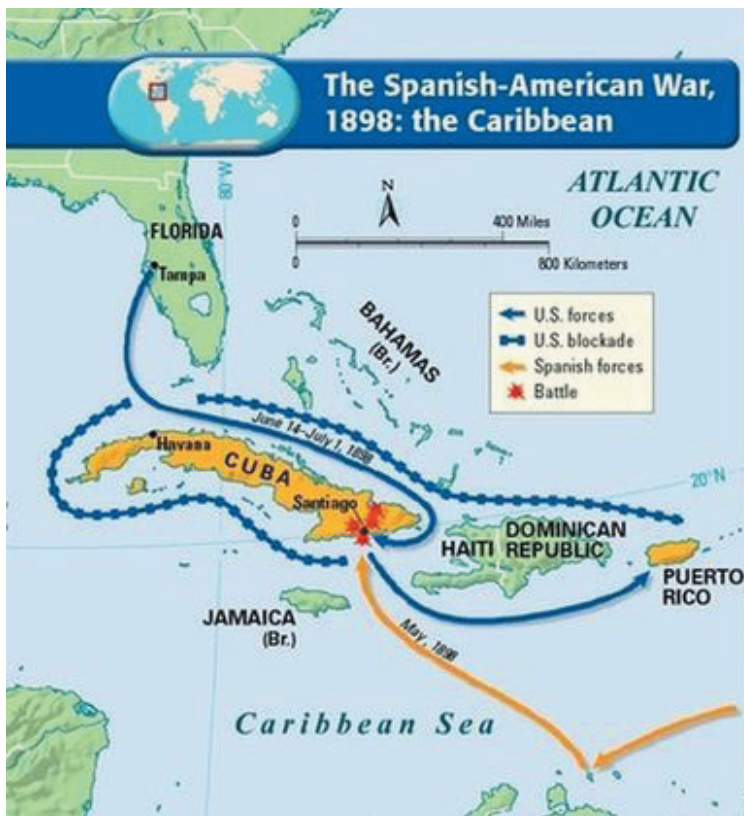 The Spanish-American War,
1898: the Caribbean
ATLANTIC
OCEAN
80°W
N
0
400 Miles
0
800 Kilometers
FLORIDA
Tampa
U.S. forces
U.S. blockade
Spanish forces
Battle
BAHAMAS
(Br.)
June 14–July 1, 1898
Havana
CUBA
Santiago
20°N
HAITI
DOMINICAN
REPUBLIC
PUERTO
RICO
JAMAICA
(Br.)
May, 1898
Caribbean Sea